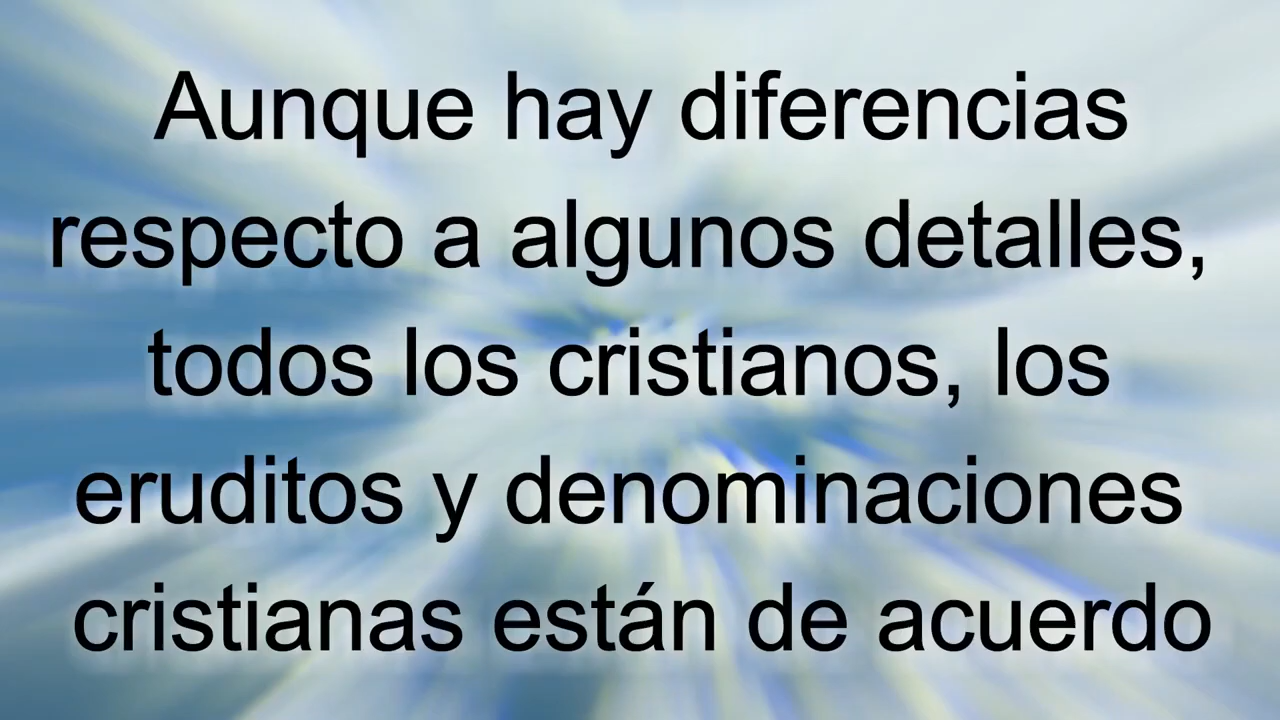 Aunque hay diferencias
respecto a algunos detalles,
todos los cristianos, los
eruditos y denominaciones
cristianas están de acuerdo